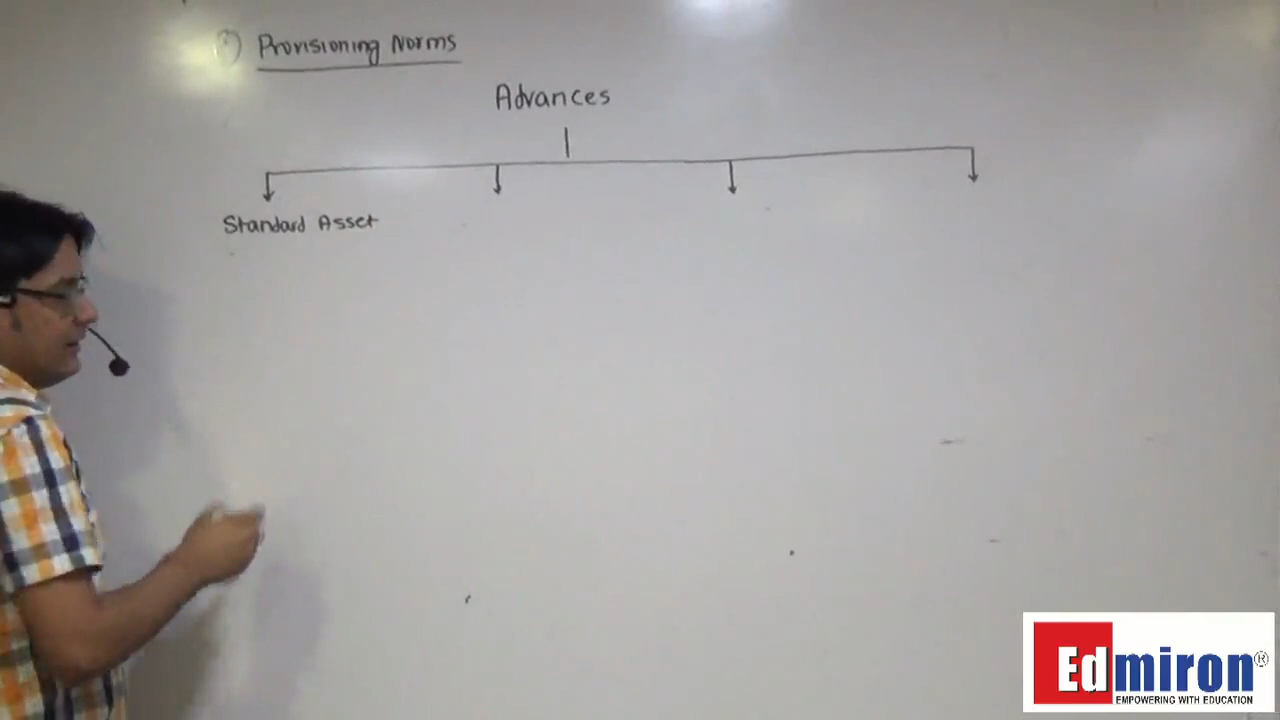 Provisioning Norms
Advances
Standard Asset
Edmiron®
EMPOWERING WITH EDUCATION